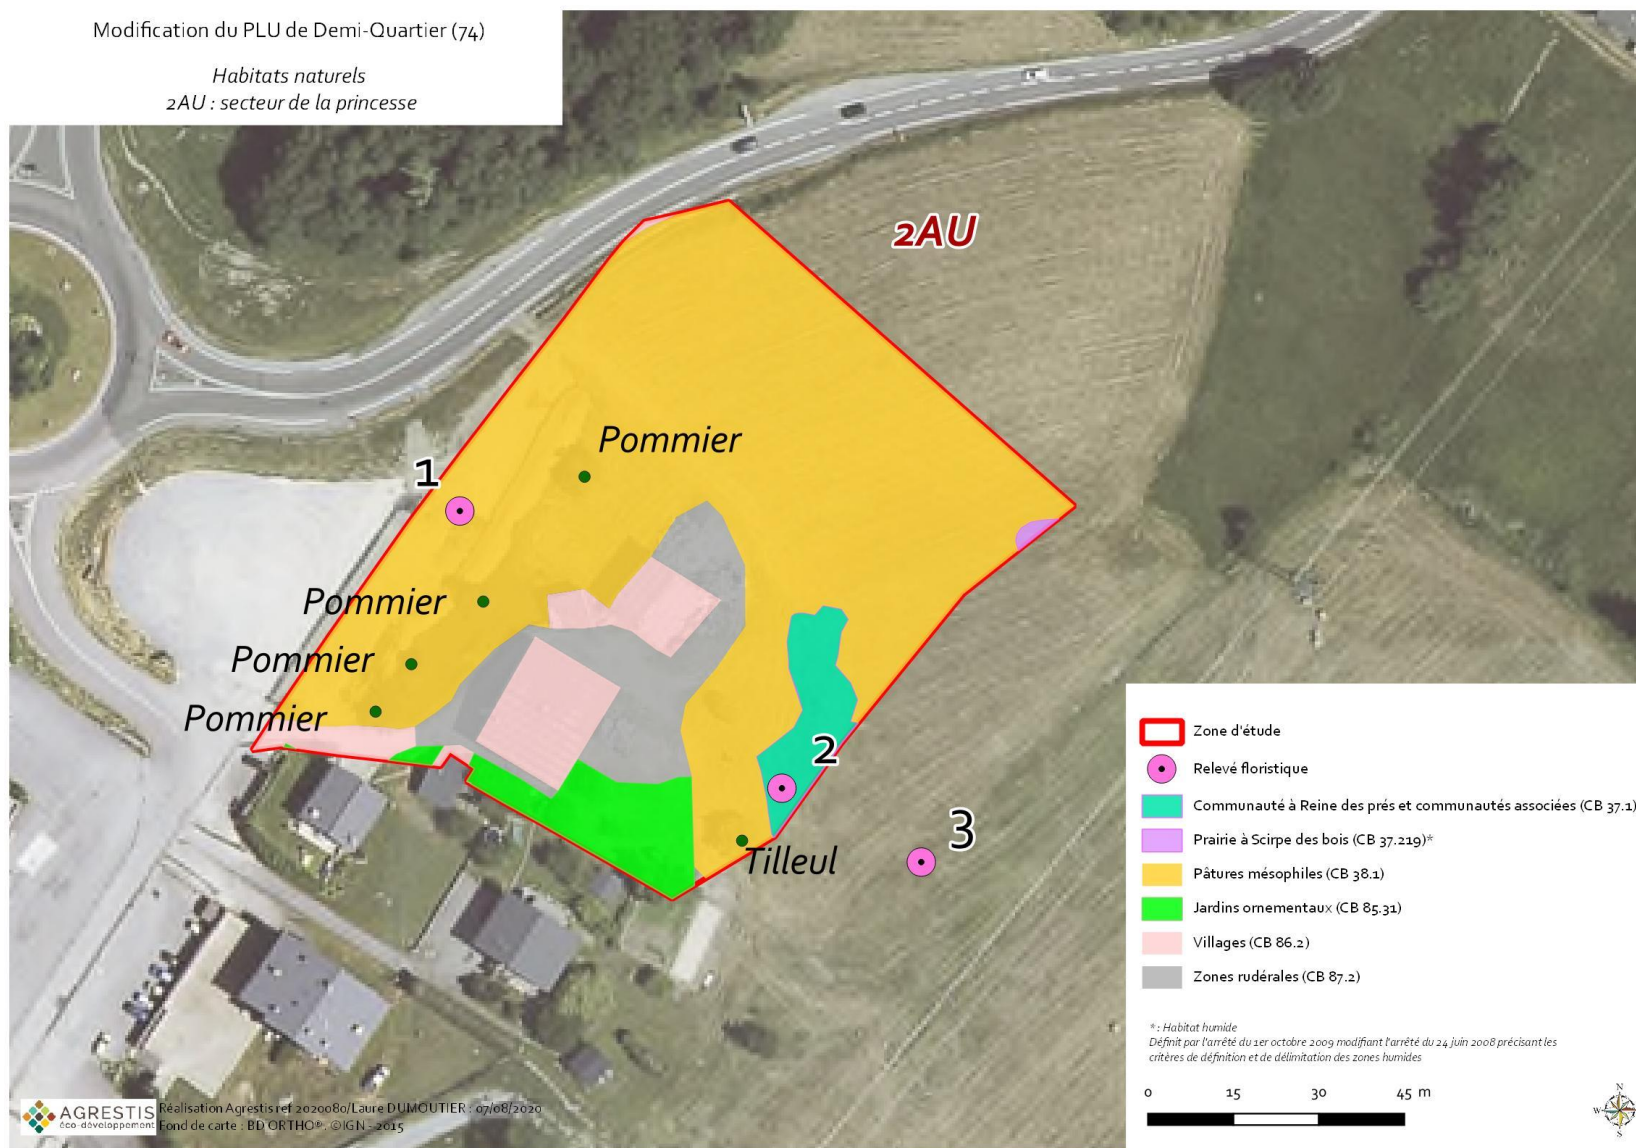 Modification du PLU de Demi-Quartier (74)
Habitats naturels
2AU : secteur de la princesse
2AU
Pommier
1
Pommier
Pommier
Pommier
2
3
Tilleul
Zone d'étude
Relevé floristique
Communauté à Reine des prés et communautés associées (CB 37.1)
Prairie à Scirpe des bois (CB 37.219)*
Pâtures mésophiles (CB 38.1)
Jardins ornementaux (CB 85.31)
Villages (CB 86.2)
Zones rudérales (CB 87.2)
* : Habitat humide
Définit par l'arrêté du 1er octobre 2009 modifiant l'arrêté du 24 juin 2008 précisant les
critères de définition et de délimitation des zones humides
0 15 30 45 m
N
W
S
AGRESTIS
éco-développement
Réalisation Agrestis ref 2020080/Laure DUMOUTIER : 07/08/2020
Fond de carte : BD ORTHO®, ©IGN - 2015